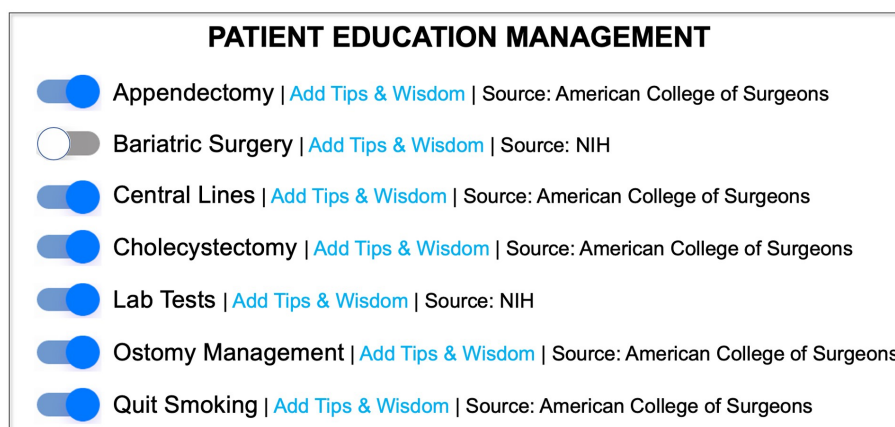 PATIENT EDUCATION MANAGEMENT
Appendectomy | Add Tips & Wisdom | Source: American College of Surgeons
Bariatric Surgery | Add Tips & Wisdom | Source: NIH
Central Lines | Add Tips & Wisdom | Source: American College of Surgeons
Cholecystectomy | Add Tips & Wisdom | Source: American College of Surgeons
Lab Tests | Add Tips & Wisdom | Source: NIH
Ostomy Management | Add Tips & Wisdom | Source: American College of Surgeons
Quit Smoking | Add Tips & Wisdom | Source: American College of Surgeons